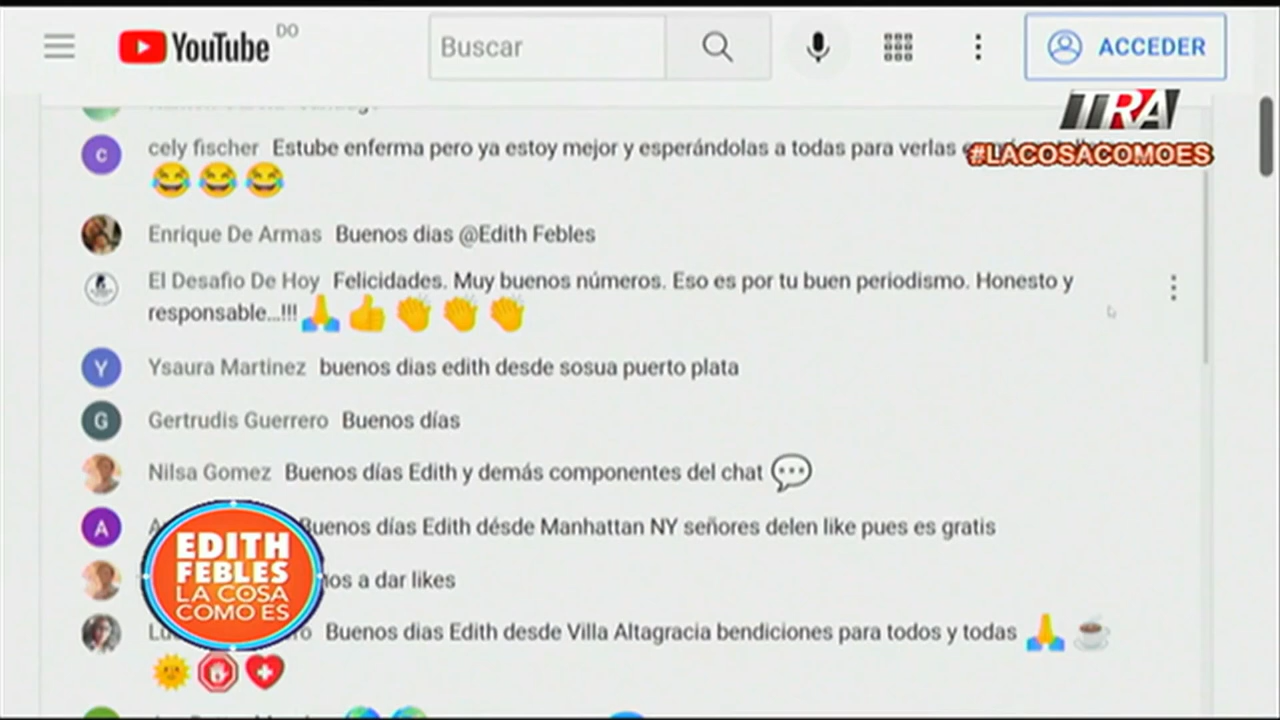 YouTube DO
Buscar
ACCEDER
TRA
#LACOSACOMOES
cely fischer Estube enferma pero ya estoy mejor y esperándolas a todas para verlas
Enrique De Armas Buenos dias @Edith Febles
El Desafio De Hoy Felicidades. Muy buenos números. Eso es por tu buen periodismo. Honesto y
responsable...!!!
Ysaura Martinez buenos dias edith desde sosua puerto plata
Gertrudis Guerrero Buenos días
Nilsa Gomez Buenos días Edith y demás componentes del chat
Buenos días Edith désde Manhattan NY señores delen like pues es gratis
a dar likes
Buenos dias Edith desde Villa Altagracia bendiciones para todos y todas
EDITH
FEBLES
LA COSA
COMO ES